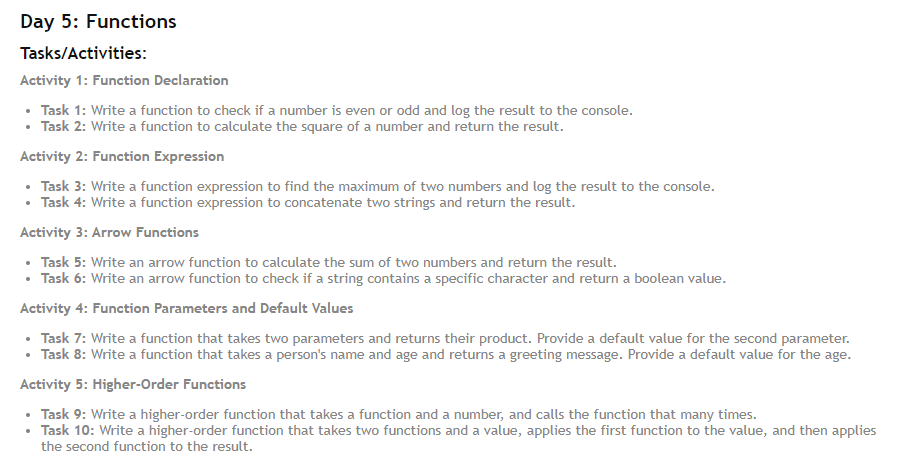 Day 5: Functions
Tasks/Activities:
Activity 1: Function Declaration
• Task 1: Write a function to check if a number is even or odd and log the result to the console.
• Task 2: Write a function to calculate the square of a number and return the result.
Activity 2: Function Expression
• Task 3: Write a function expression to find the maximum of two numbers and log the result to the console.
• Task 4: Write a function expression to concatenate two strings and return the result.
Activity 3: Arrow Functions
• Task 5: Write an arrow function to calculate the sum of two numbers and return the result.
• Task 6: Write an arrow function to check if a string contains a specific character and return a boolean value.
Activity 4: Function Parameters and Default Values
• Task 7: Write a function that takes two parameters and returns their product. Provide a default value for the second parameter.
• Task 8: Write a function that takes a person's name and age and returns a greeting message. Provide a default value for the age.
Activity 5: Higher-Order Functions
• Task 9: Write a higher-order function that takes a function and a number, and calls the function that many times.
• Task 10: Write a higher-order function that takes two functions and a value, applies the first function to the value, and then applies
the second function to the result.